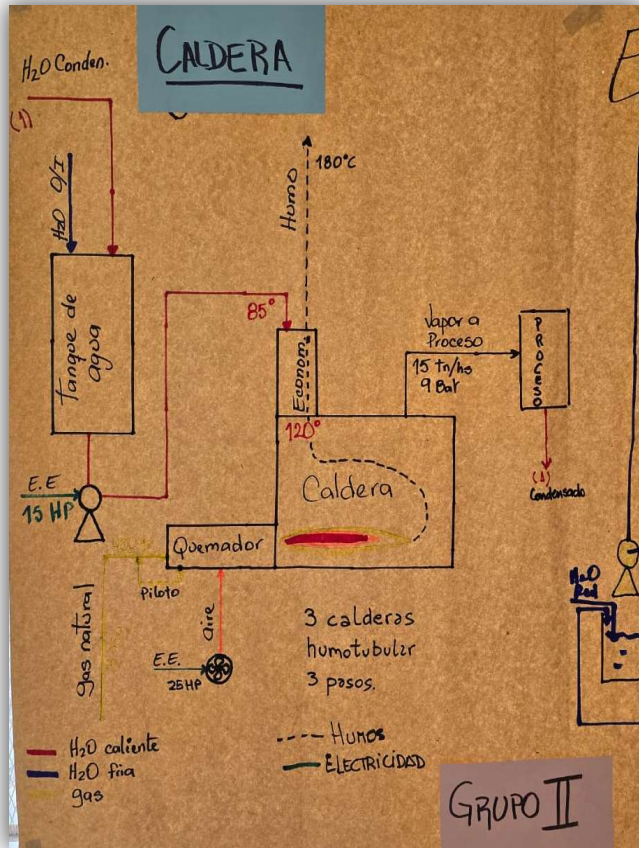 CALDERA
H₂O Conden.
(1)
H₂O O/I
Tanque de
agua
Humo
180°C
85°
Econom.
120°
Vapor a
Proceso
15 tn/hs
9 Bar
PROCESO
(1)
Condensado
Caldera
E.E
15 HP
Quemador
Piloto
gas natural
aire
E.E.
25HP
3 calderas
humotubular
3 pasos.
H₂O
Red
H₂O caliente
H₂O fria
gas
Humos
ELECTRICIDAD
GRUPO II